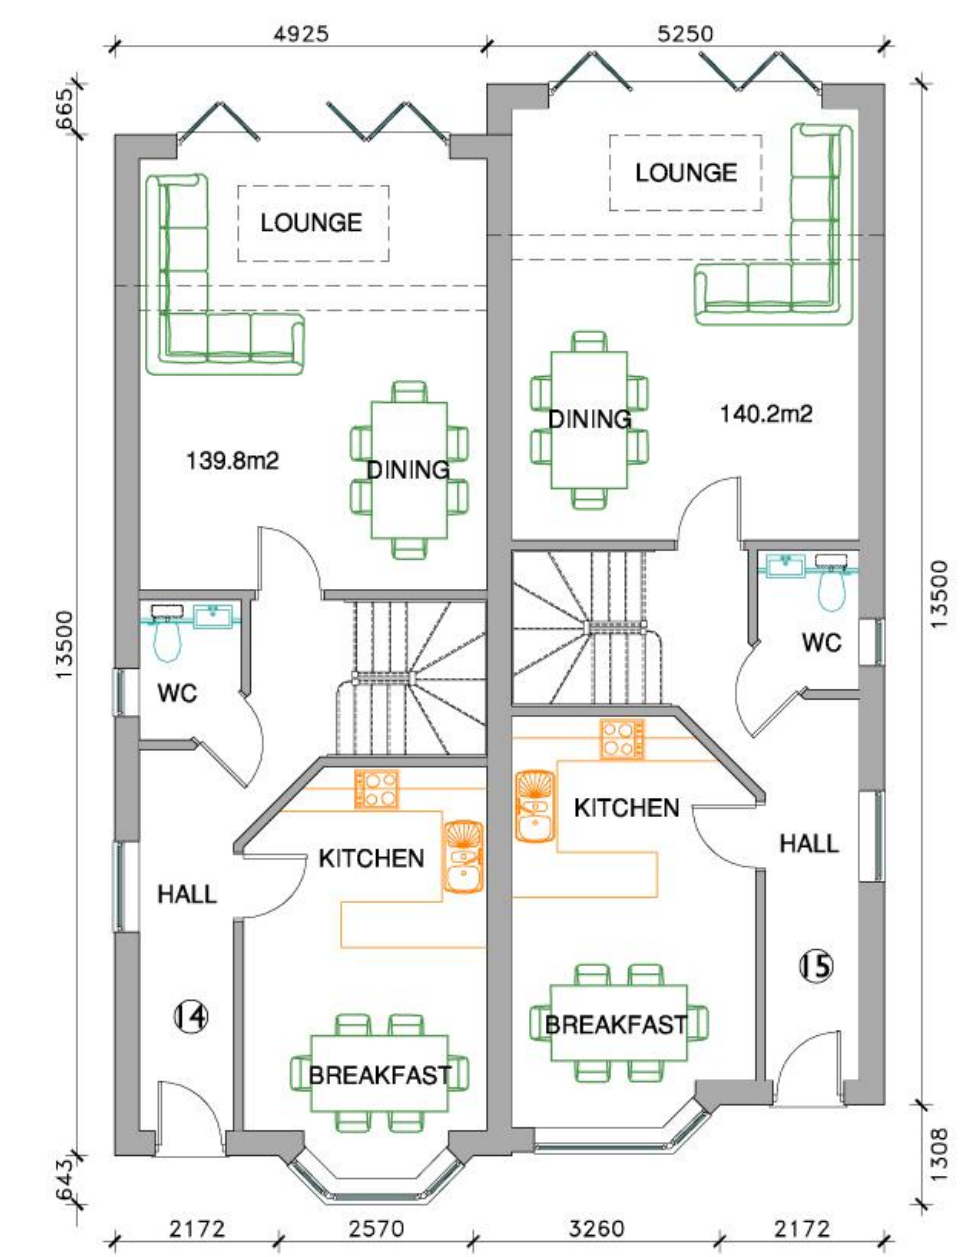 4925
5250
665
LOUNGE
LOUNGE
DINING
140.2m2
139.8m2
DINING
13500
13500
WC
WC
KITCHEN
HALL
KITCHEN
HALL
15
14
BREAKFAST
BREAKFAST
643
1308
2172
2570
3260
2172